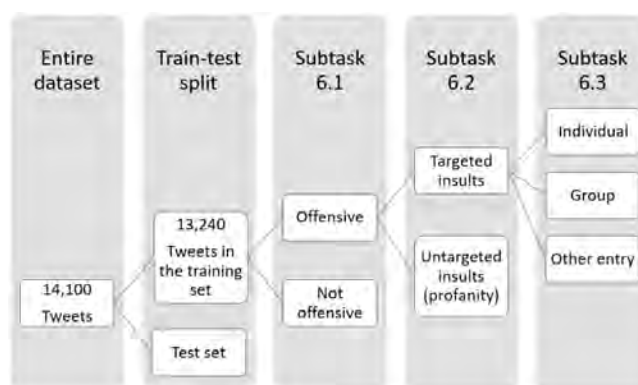 Entire
dataset
Train-test
split
Subtask
6.1
Subtask
6.2
Subtask
6.3
14,100
Tweets
13,240
Tweets in
the training
set
Test set
Offensive
Not
offensive
Targeted
insults
Untargeted
insults
(profanity)
Individual
Group
Other entry